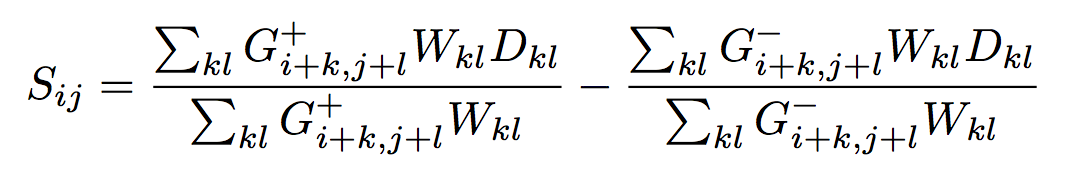 S_{ij} = \frac{\sum_{kl} G^{+}_{i+k,j+l} W_{kl} D_{kl}}{\sum_{kl} G^{+}_{i+k,j+l} W_{kl}} - \frac{\sum_{kl} G^{-}_{i+k,j+l} W_{kl} D_{kl}}{\sum_{kl} G^{-}_{i+k,j+l} W_{kl}}